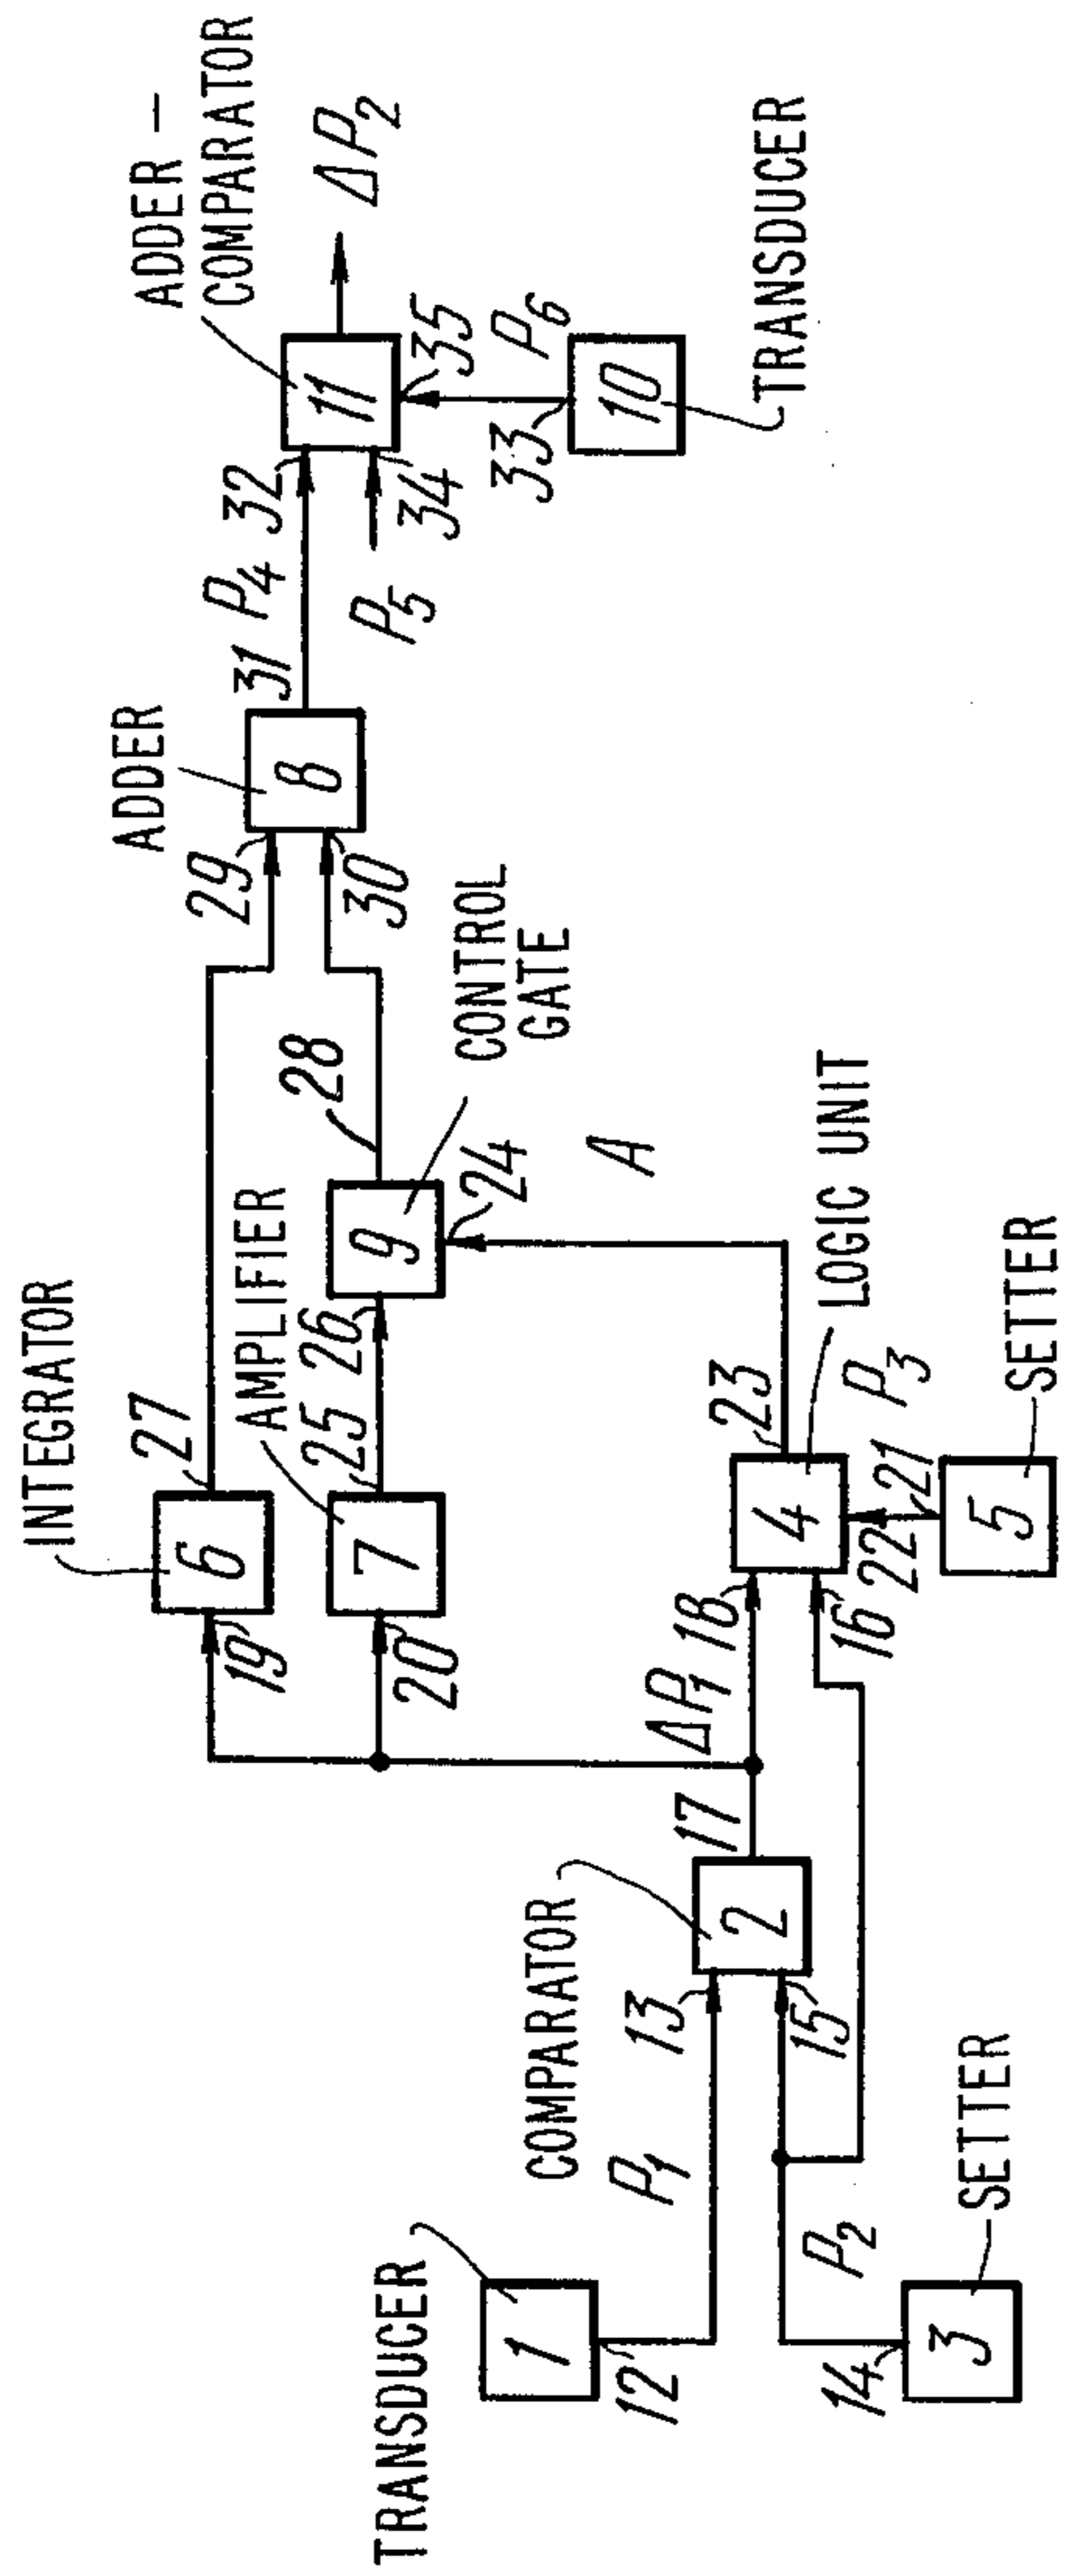 TRANSDUCER
1
12
P1
13
COMPARATOR
2
15
P2
14
3
SETTER
17
ΔP1
18
16
4
LOGIC UNIT
22
21
P3
5
SETTER
23
A
24
19
6
INTEGRATOR
27
20
7
AMPLIFIER
25
26
9
CONTROL
GATE
28
29
30
8
ADDER
31
P4
32
P5
34
11
ADDER –
COMPARATOR
ΔP2
35
P6
33
10
TRANSDUCER